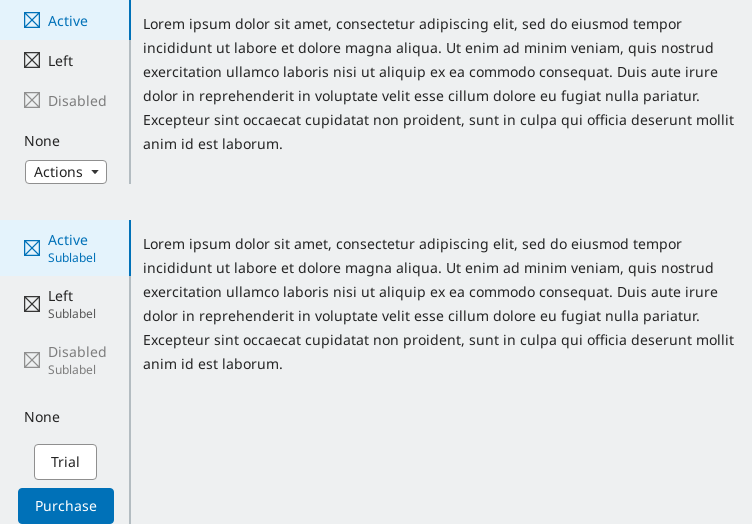 Active
Left
Disabled
None
Actions
Lorem ipsum dolor sit amet, consectetur adipiscing elit, sed do eiusmod tempor
incididunt ut labore et dolore magna aliqua. Ut enim ad minim veniam, quis nostrud
exercitation ullamco laboris nisi ut aliquip ex ea commodo consequat. Duis aute irure
dolor in reprehenderit in voluptate velit esse cillum dolore eu fugiat nulla pariatur.
Excepteur sint occaecat cupidatat non proident, sunt in culpa qui officia deserunt mollit
anim id est laborum.
Active
Sublabel
Left
Sublabel
Disabled
Sublabel
None
Trial
Purchase
Lorem ipsum dolor sit amet, consectetur adipiscing elit, sed do eiusmod tempor
incididunt ut labore et dolore magna aliqua. Ut enim ad minim veniam, quis nostrud
exercitation ullamco laboris nisi ut aliquip ex ea commodo consequat. Duis aute irure
dolor in reprehenderit in voluptate velit esse cillum dolore eu fugiat nulla pariatur.
Excepteur sint occaecat cupidatat non proident, sunt in culpa qui officia deserunt mollit
anim id est laborum.